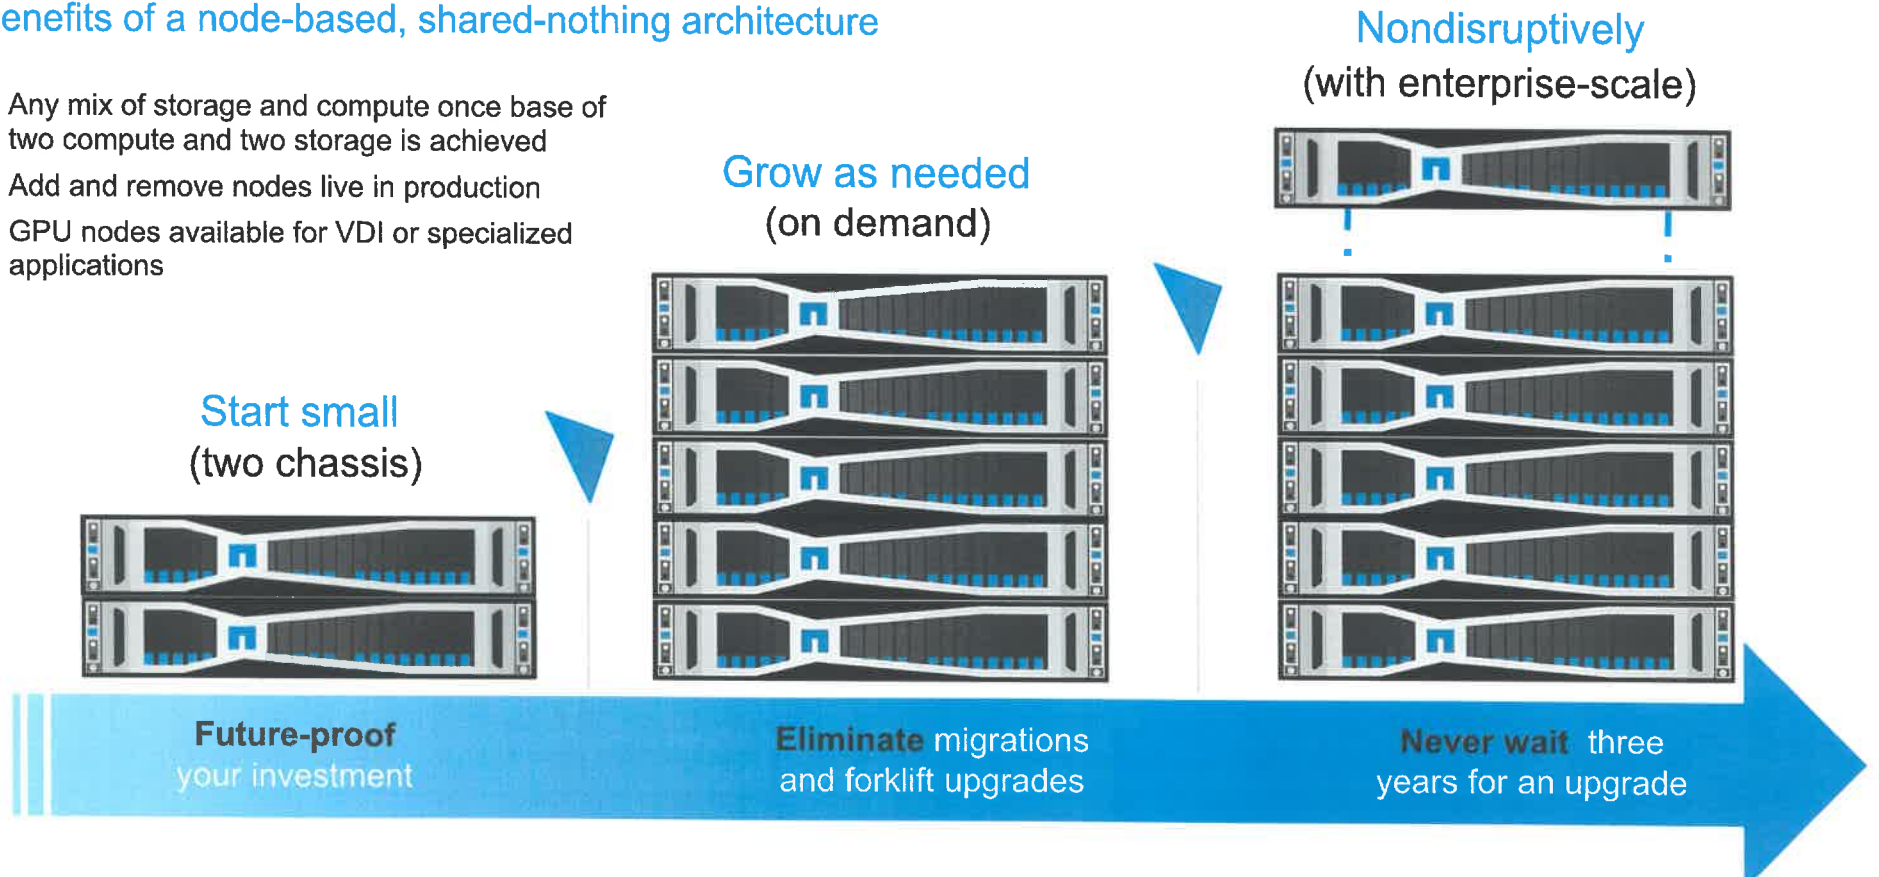 enefits of a node-based, shared-nothing architecture
Any mix of storage and compute once base of
two compute and two storage is achieved
Add and remove nodes live in production
GPU nodes available for VDI or specialized
applications
Start small
(two chassis)
Grow as needed
(on demand)
Nondisruptively
(with enterprise-scale)
Future-proof
your investment
Eliminate migrations
and forklift upgrades
Never wait three
years for an upgrade